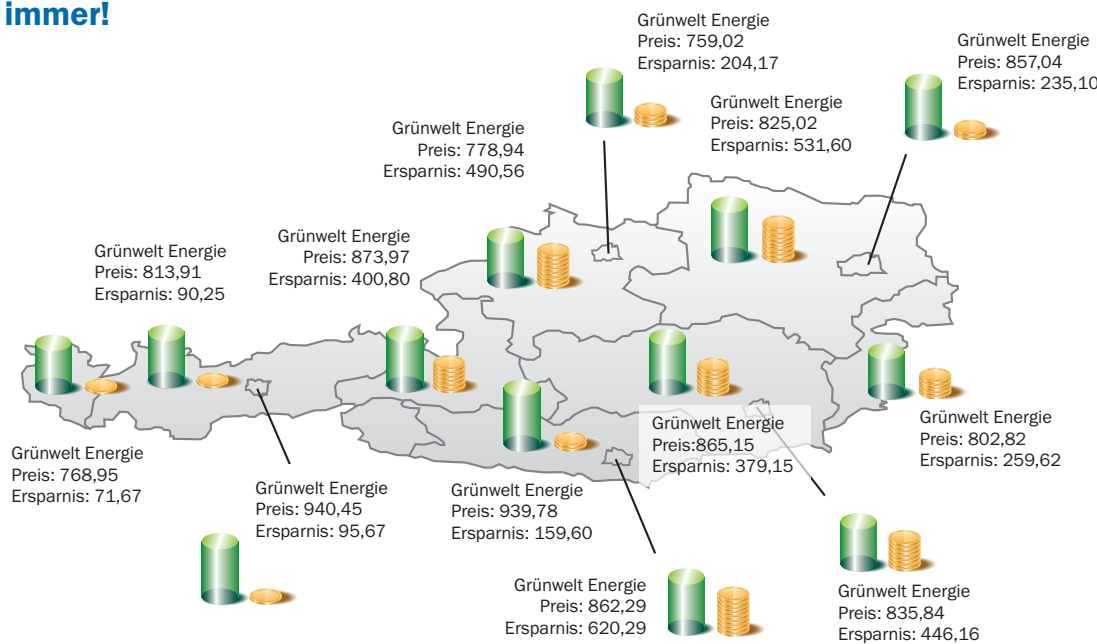 immer!
Grünwelt Energie
Preis: 759,02
Ersparnis: 204,17
Grünwelt Energie
Preis: 857,04
Ersparnis: 235,10
Grünwelt Energie
Preis: 825,02
Ersparnis: 531,60
Grünwelt Energie
Preis: 778,94
Ersparnis: 490,56
Grünwelt Energie
Preis: 873,97
Ersparnis: 400,80
Grünwelt Energie
Preis: 813,91
Ersparnis: 90,25
Grünwelt Energie
Preis:865,15
Ersparnis: 379,15
Grünwelt Energie
Preis: 802,82
Ersparnis: 259,62
Grünwelt Energie
Preis: 768,95
Ersparnis: 71,67
Grünwelt Energie
Preis: 940,45
Ersparnis: 95,67
Grünwelt Energie
Preis: 939,78
Ersparnis: 159,60
Grünwelt Energie
Preis: 862,29
Ersparnis: 620,29
Grünwelt Energie
Preis: 835,84
Ersparnis: 446,16